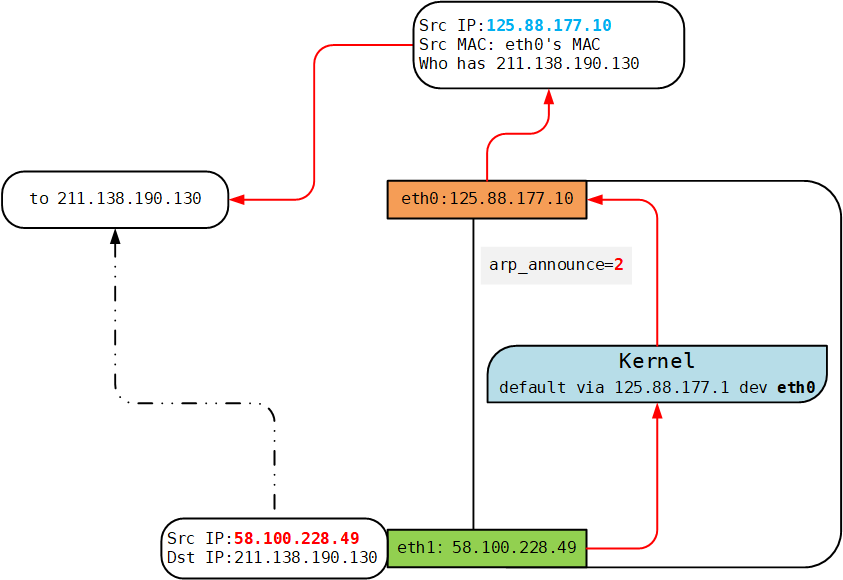 Src IP:125.88.177.10
Src MAC: eth0's MAC
Who has 211.138.190.130
to 211.138.190.130
eth0:125.88.177.10
arp_announce=2
Kernel
default via 125.88.177.1 dev eth0
Src IP:58.100.228.49
Dst IP:211.138.190.130
eth1: 58.100.228.49